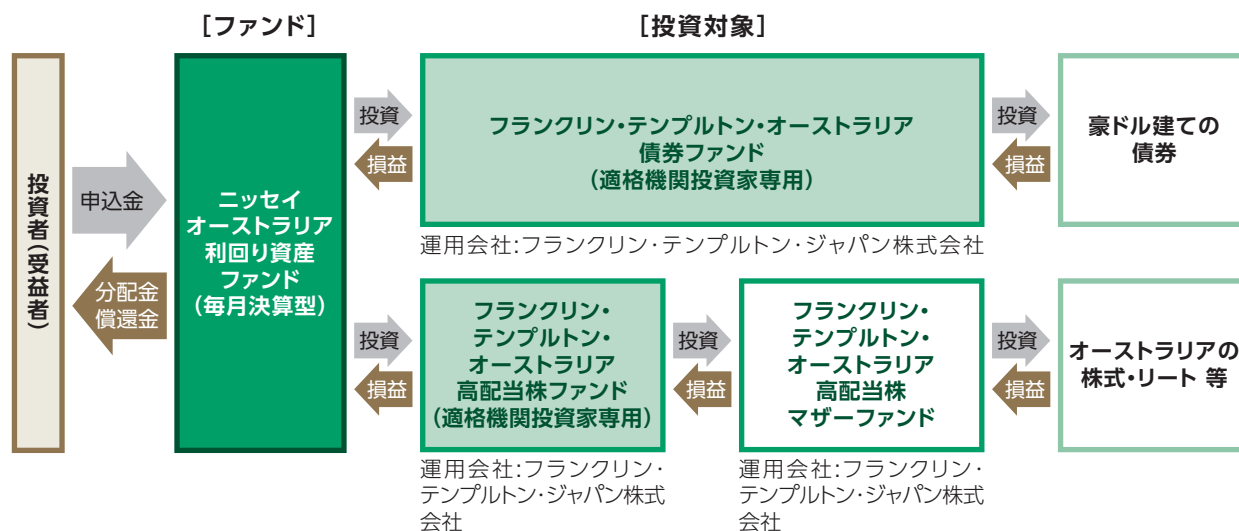 ［ファンド］
［投資対象］
投資者（受益者）
申込金
分配金
償還金
ニッセイ
オーストラリア
利回り資産
ファンド
（毎月決算型）
投資
損益
フランクリン・テンプルトン・オーストラリア
債券ファンド
（適格機関投資家専用）
運用会社:フランクリン・テンプルトン・ジャパン株式会社
投資
損益
豪ドル建ての
債券
投資
損益
フランクリン・
テンプルトン・
オーストラリア
高配当株ファンド
（適格機関投資家専用）
運用会社:フランクリン・
テンプルトン・ジャパン株式
会社
投資
損益
フランクリン・
テンプルトン・
オーストラリア
高配当株
マザーファンド
運用会社:フランクリン・
テンプルトン・ジャパン株式
会社
投資
損益
オーストラリアの
株式・リート 等